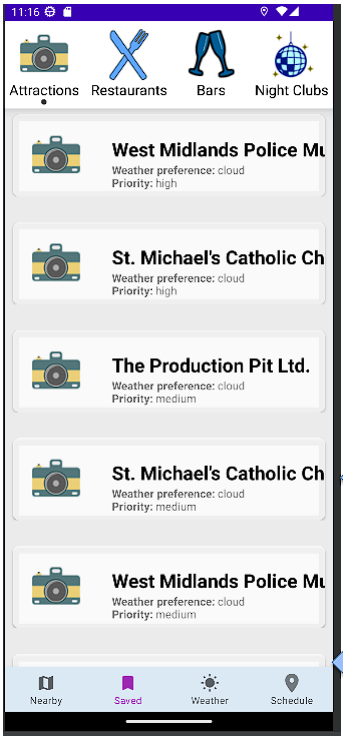 11:16
Attractions Restaurants Bars Night Clubs
West Midlands Police Mu
Weather preference: cloud
Priority: high
St. Michael's Catholic Ch
Weather preference: cloud
Priority: high
The Production Pit Ltd.
Weather preference: cloud
Priority: medium
St. Michael's Catholic Ch
Weather preference: cloud
Priority: medium
West Midlands Police Mu
Weather preference: cloud
Priority: medium
Nearby Saved Weather Schedule